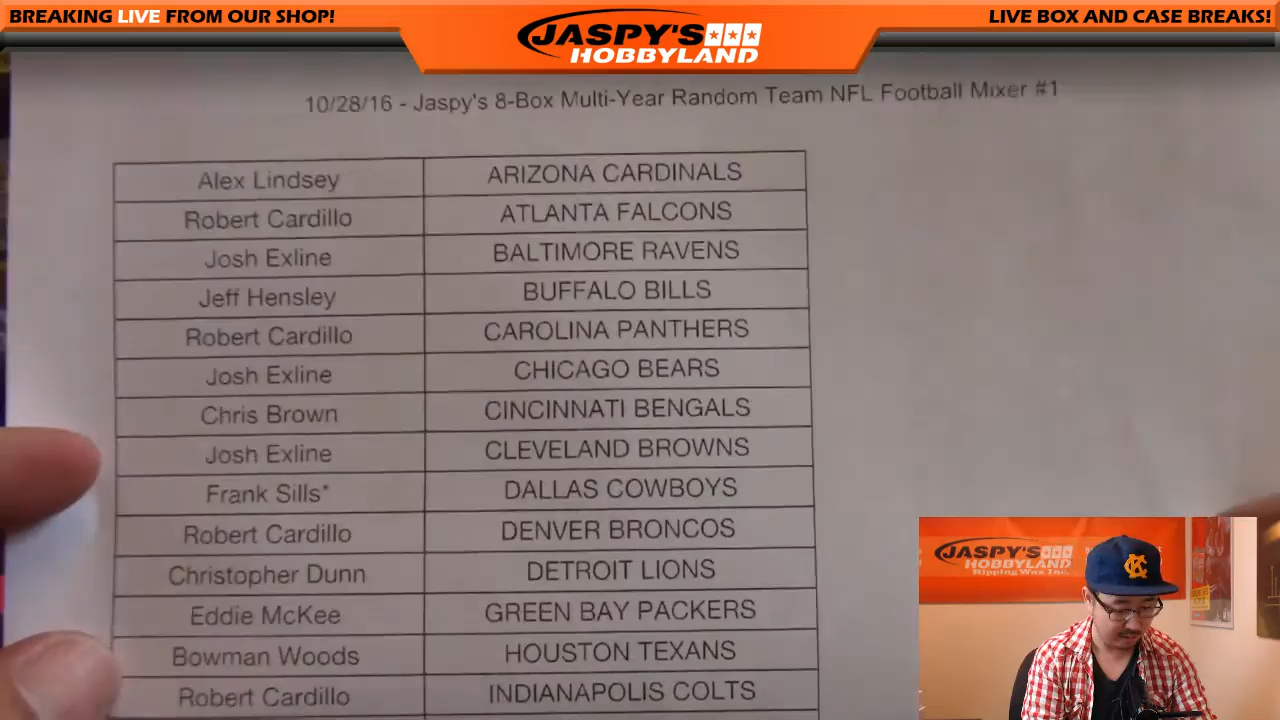 BREAKING LIVE FROM OUR SHOP!
JASPY'S
HOBBYLAND
LIVE BOX AND CASE BREAKS!
10/28/16 - Jaspy's 8-Box Multi-Year Random Team NFL Football Mixer #1
Alex Lindsey ARIZONA CARDINALS
Robert Cardillo ATLANTA FALCONS
Josh Exline BALTIMORE RAVENS
Jeff Hensley BUFFALO BILLS
Robert Cardillo CAROLINA PANTHERS
Josh Exline CHICAGO BEARS
Chris Brown CINCINNATI BENGALS
Josh Exline CLEVELAND BROWNS
Frank Sills* DALLAS COWBOYS
Robert Cardillo DENVER BRONCOS
Christopher Dunn DETROIT LIONS
Eddie McKee GREEN BAY PACKERS
Bowman Woods HOUSTON TEXANS
Robert Cardillo INDIANAPOLIS COLTS
JASPY'S
HOBBYLAND
Ripping Wax Inc.
KC